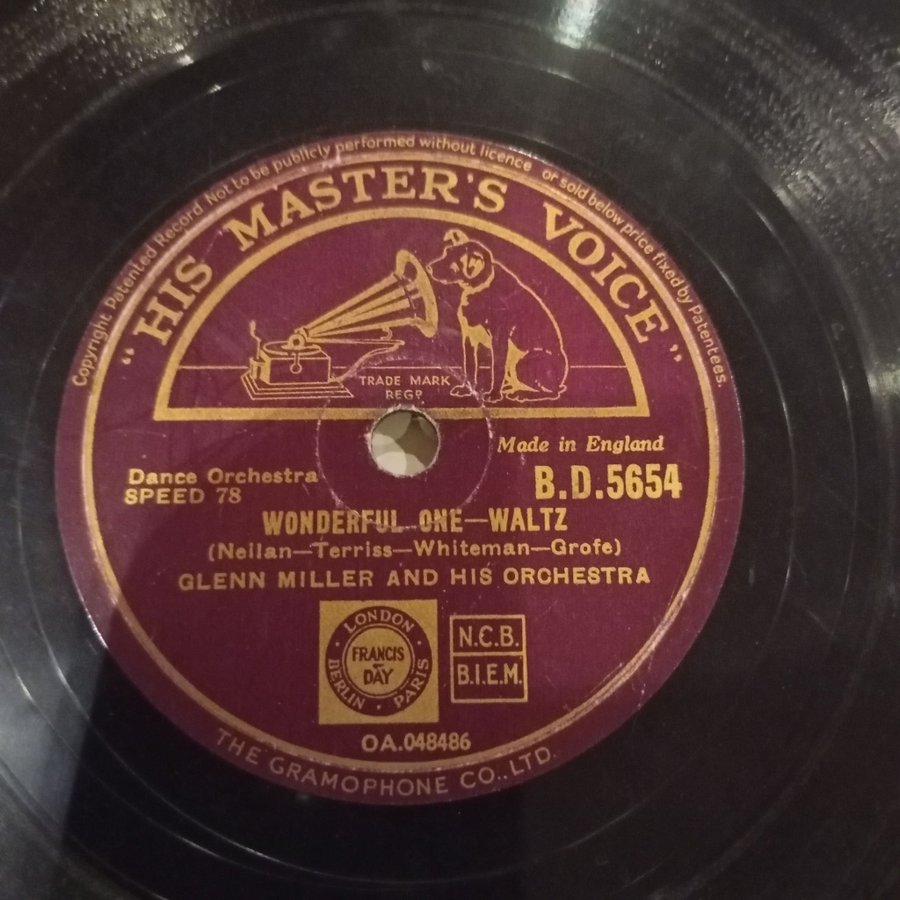 Copyright. Patented Record Not to be publicly performed without licence or sold below price fixed by Patentees.
"HIS MASTER'S VOICE"
TRADE MARK
REGD
Made in England
Dance Orchestra
B.D.5654
SPEED 78
WONDERFUL ONE—WALTZ
(Neilan—Terriss—Whiteman—Grofe)
GLENN MILLER AND HIS ORCHESTRA
LONDON
FRANCIS
DAY
BERLIN · PARIS
N.C.B.
B.I.E.M.
OA.048486
THE GRAMOPHONE CO., LTD.